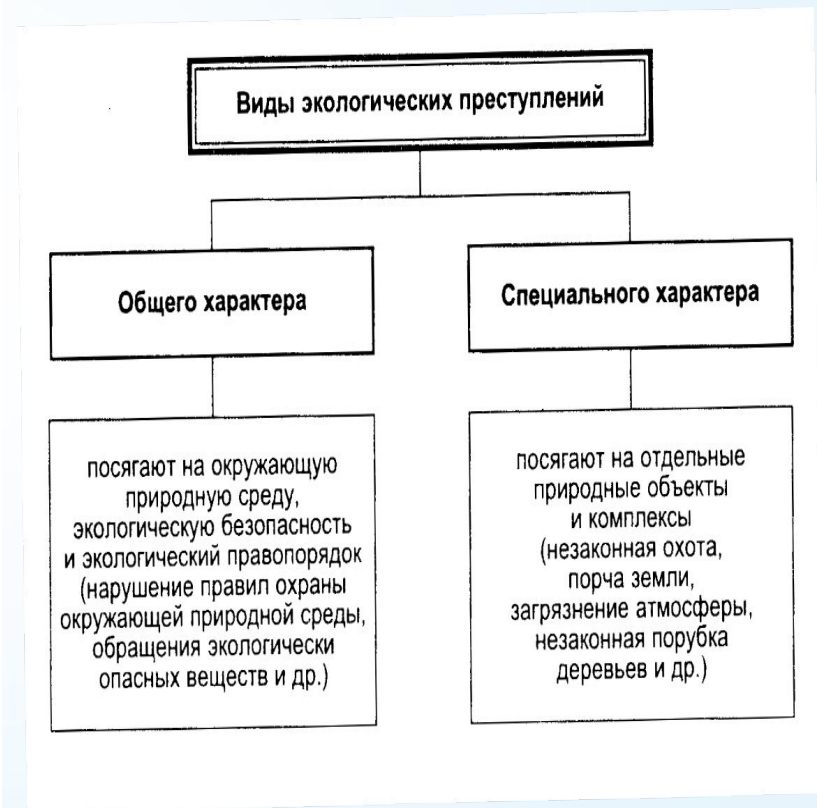 Виды экологических преступлений
Общего характера
Специального характера
посягают на окружающую
природную среду,
экологическую безопасность
и экологический правопорядок
(нарушение правил охраны
окружающей природной среды,
обращения экологически
опасных веществ и др.)
посягают на отдельные
природные объекты
и комплексы
(незаконная охота,
порча земли,
загрязнение атмосферы,
незаконная порубка
деревьев и др.)